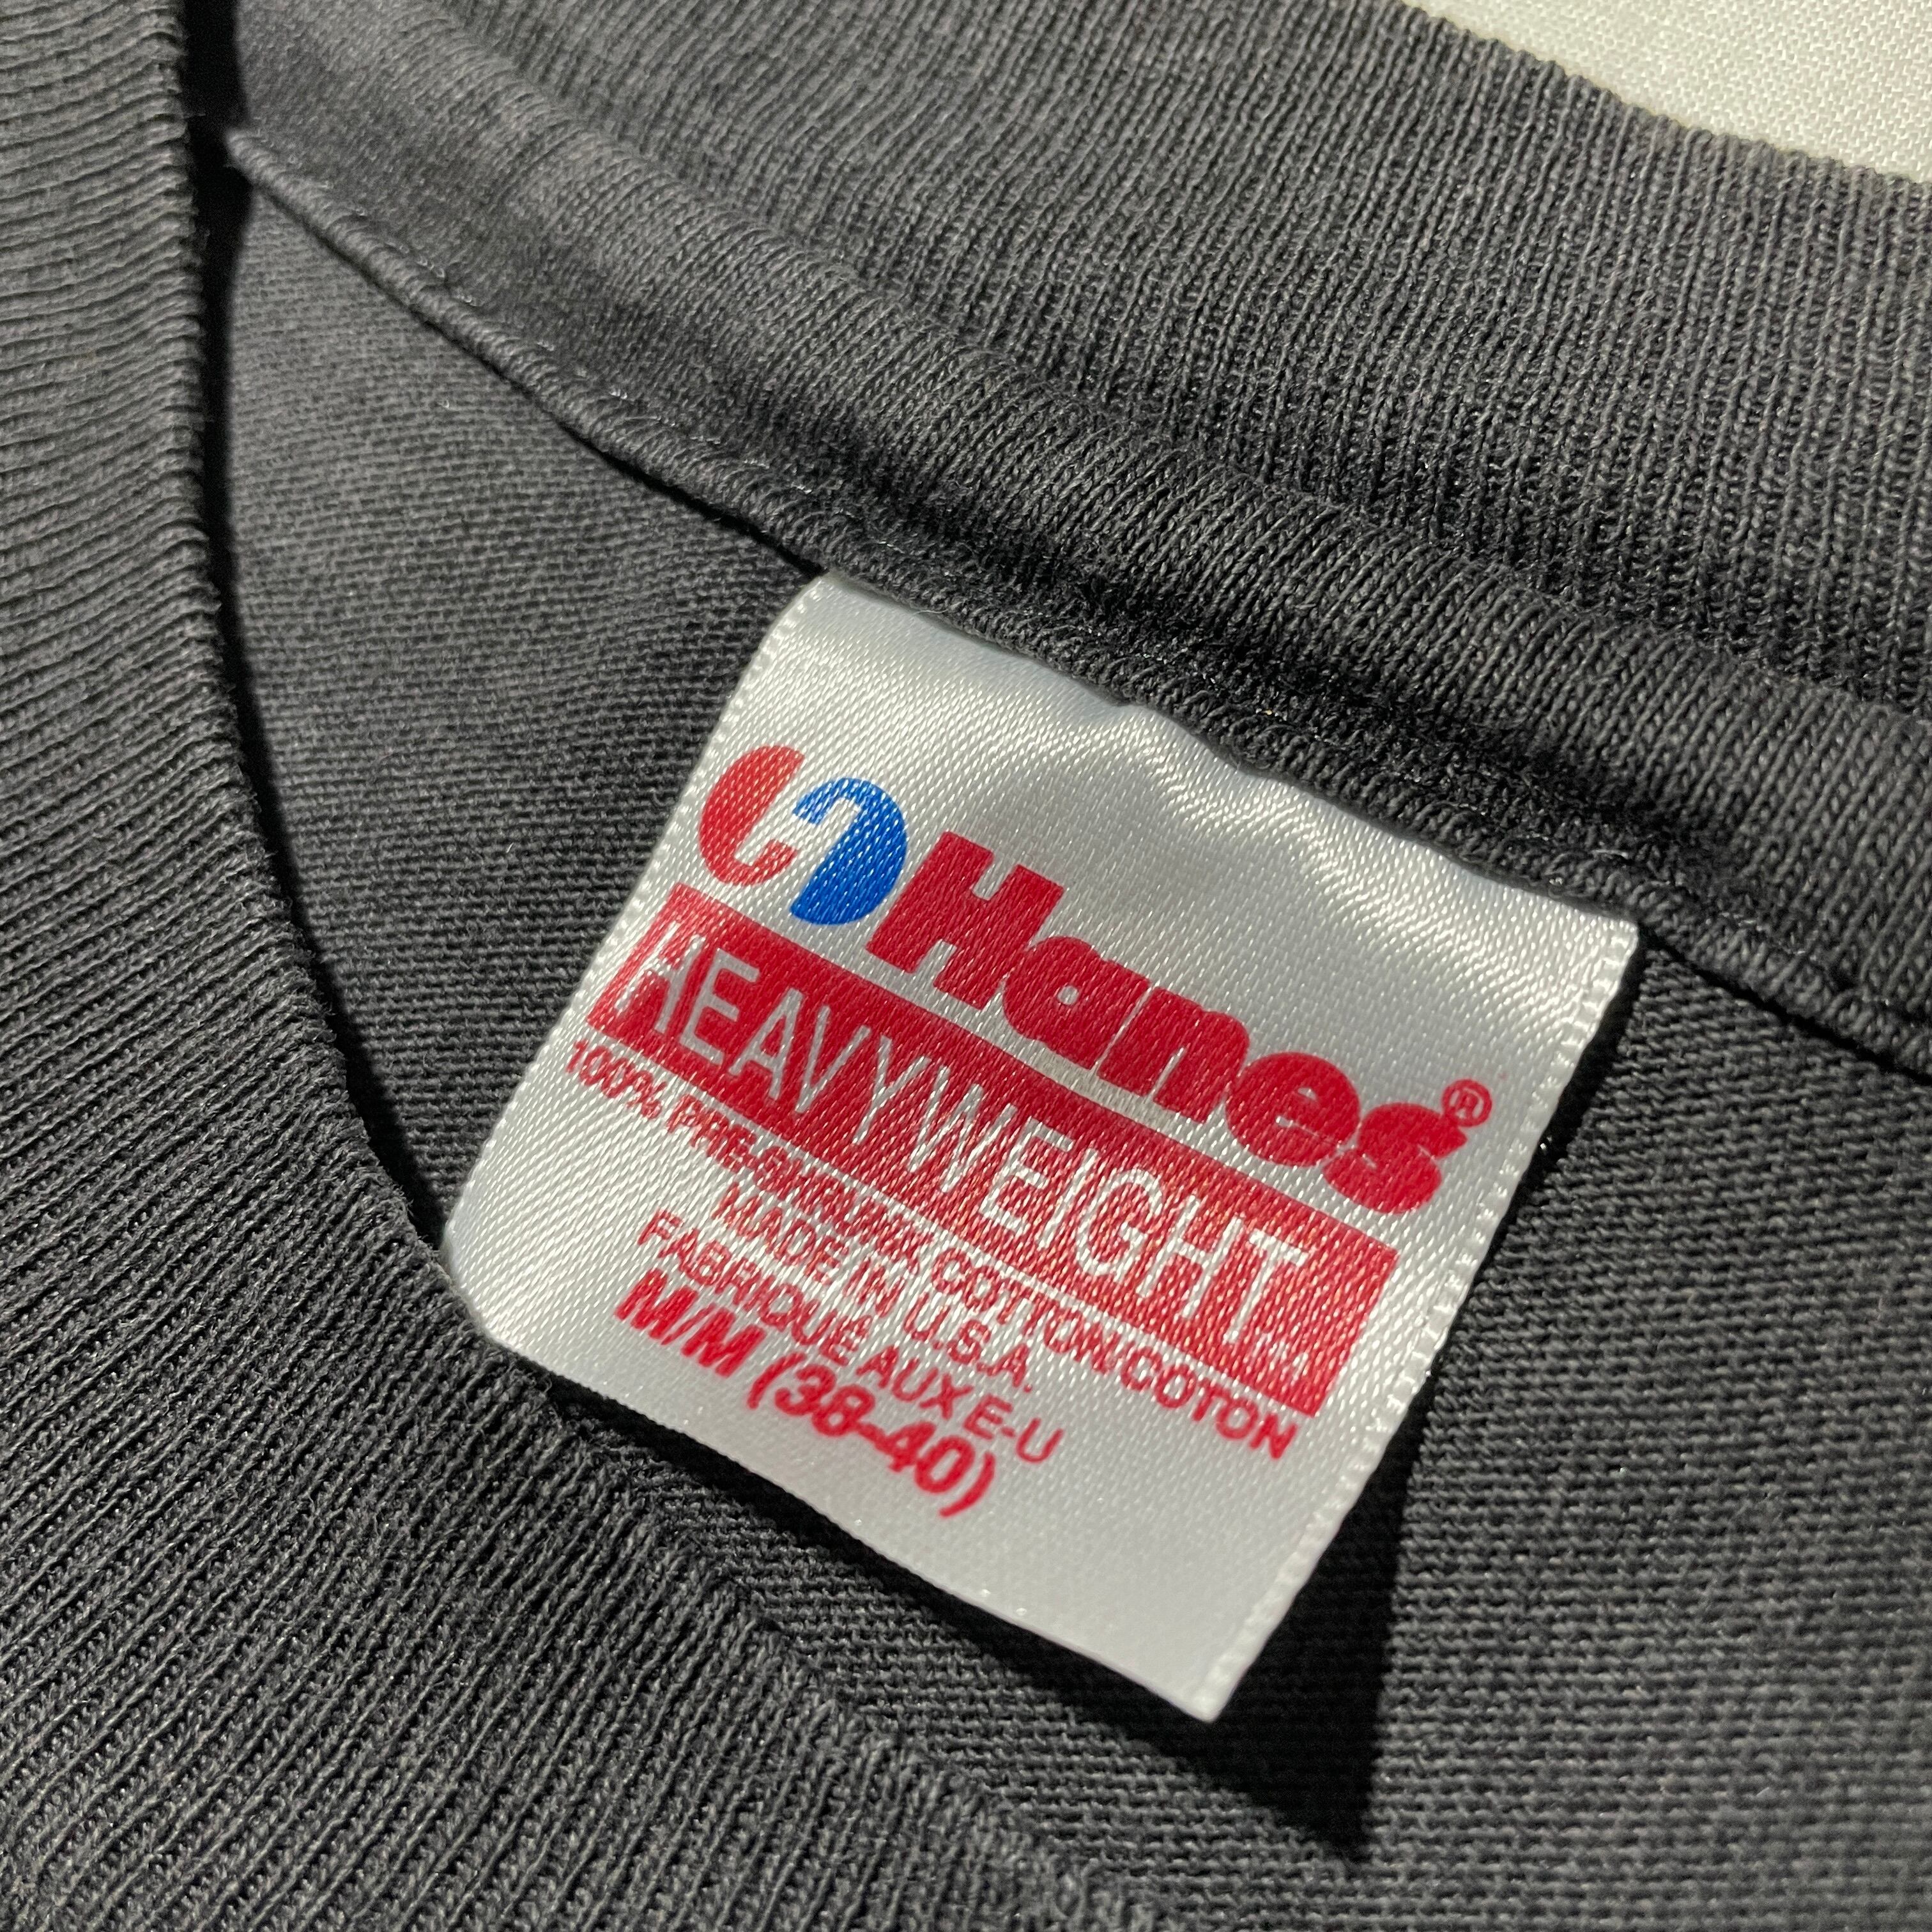 Hanes®
HEAVYWEIGHT
100% PRE-SHRUNK COTTON/COTON
MADE IN U.S.A.
FABRIQUÉ AUX E-U
M/M (38-40)